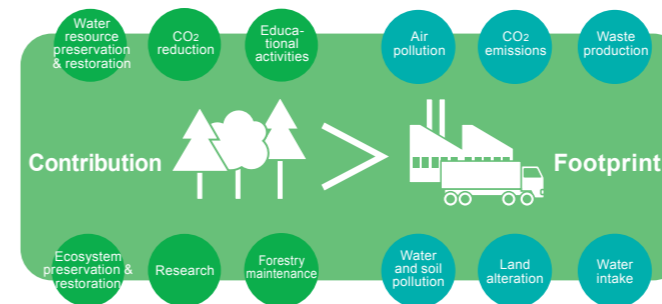 Water
resource
preservation
& restoration
CO2
reduction
Educa-
tional
activities
Air
pollution
CO2
emissions
Waste
production
Contribution
>
Footprint
Ecosystem
preservation &
restoration
Research
Forestry
maintenance
Water
and soil
pollution
Land
alteration
Water
intake